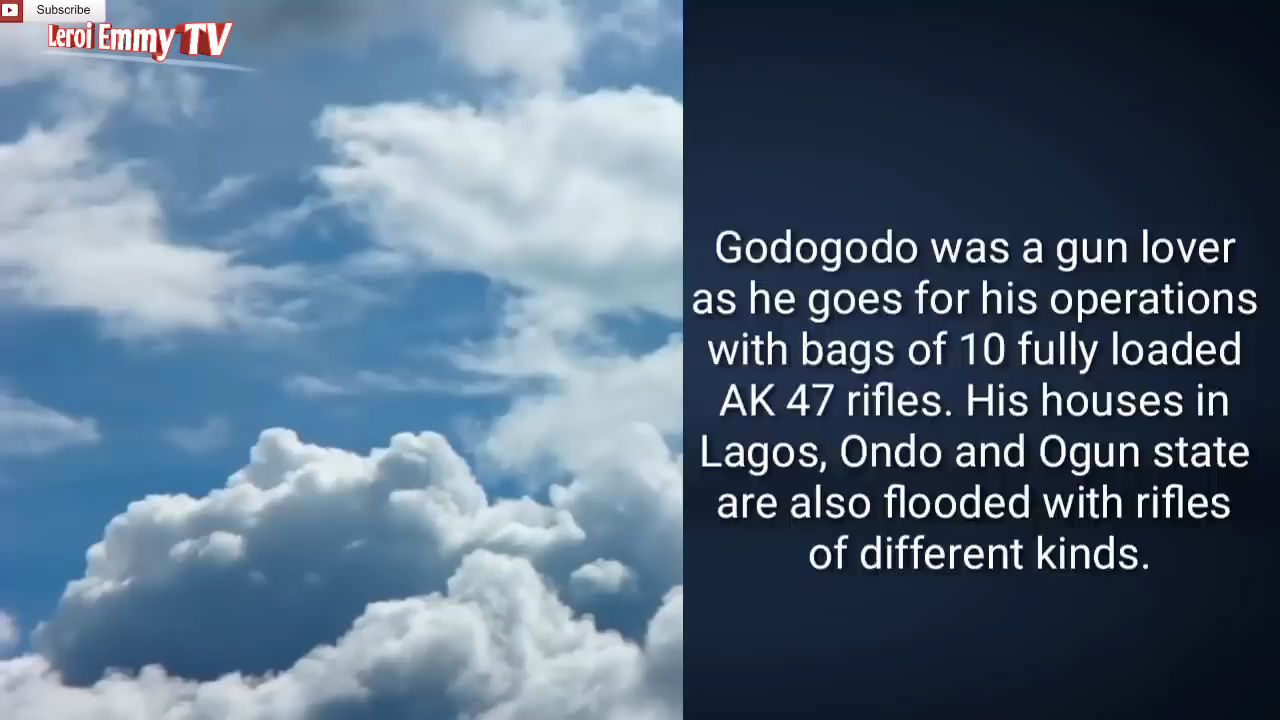 Subscribe
Leroi Emmy TV
Godogodo was a gun lover
as he goes for his operations
with bags of 10 fully loaded
AK 47 rifles. His houses in
Lagos, Ondo and Ogun state
are also flooded with rifles
of different kinds.